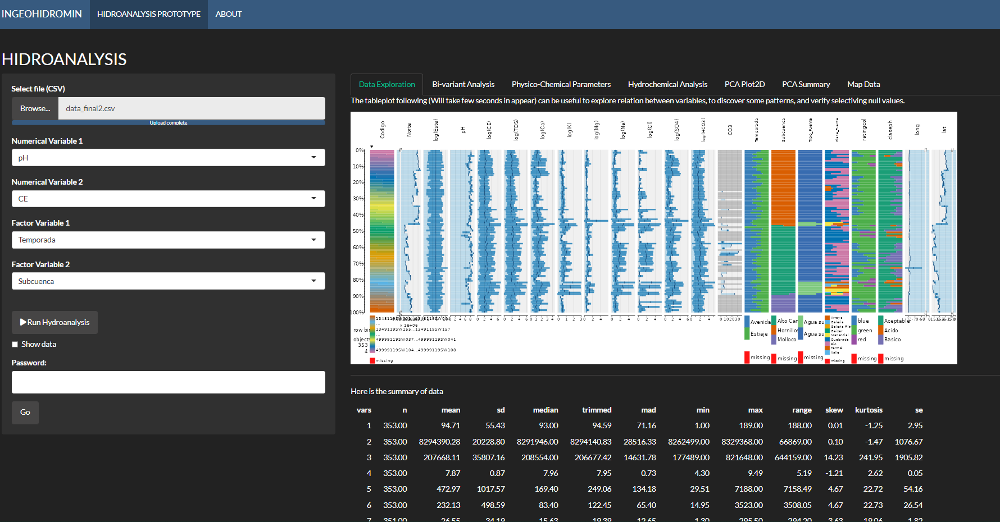 INGEOHIDROMIN HIDROANALYSIS PROTOTYPE ABOUT
HIDROANALYSIS
Select file (CSV)
Browse... data_final2.csv
Upload complete
Numerical Variable 1
pH
Numerical Variable 2
CE
Factor Variable 1
Temporada
Factor Variable 2
Subcuenca
Run Hydroanalysis
Show data
Password:
Go
Data Exploration Bi-variant Analysis Physico-Chemical Parameters Hydrochemical Analysis PCA Plot2D PCA Summary Map Data
The tableplot following (Will take few seconds in appear) can be useful to explore relation between variables, to discover some patterns, and verify selectiving null values.
Codigo Norte log(Este) pH log(CE) log(TDS) log(Ca) log(K) log(Mg) log(Na) log(Cl) log(SO4) log(HCO3) CO3 Temporada Subcuenca Tipo_Fuente Clase_Fuente ratingcol claseph long lat
0%
10%
20%
30%
40%
50%
60%
70%
80%
90%
100%
x 1e+06
row bi
objects
353
4
13491119SW155...13491119SW157
49999119SW037...49999119SW041
49999119SW104...49999119SW108
missing
Avenida
Estiaje
missing
Alto Car
Hornillos
Molloco
missing
Agua su
Agua su
missing
Arroyo
Galeria
Galeria Filt
Geiser
Manantial
Quebrada
Rio
Termal
Valle
missing
blue
green
red
missing
Aceptable
Acido
Basico
missing
Here is the summary of data
vars n mean sd median trimmed mad min max range skew kurtosis se
1 353.00 94.71 55.43 93.00 94.59 71.16 1.00 189.00 188.00 0.01 -1.25 2.95
2 353.00 8294390.28 20228.80 8291946.00 8294140.83 28516.33 8262499.00 8329368.00 66869.00 0.10 -1.47 1076.67
3 353.00 207668.11 35807.16 208554.00 206677.42 14631.78 177489.00 821648.00 644159.00 14.23 241.95 1905.82
4 353.00 7.87 0.87 7.96 7.95 0.73 4.30 9.49 5.19 -1.21 2.62 0.05
5 353.00 472.97 1017.57 169.40 249.06 134.18 29.51 7188.00 7158.49 4.67 22.72 54.16
6 353.00 232.13 498.59 83.40 122.45 65.40 14.95 3523.00 3508.05 4.67 22.73 26.54
7 351.00 26.55 34.19 15.63 19.39 12.65 1.30 295.50 294.20 3.63 19.06 1.82